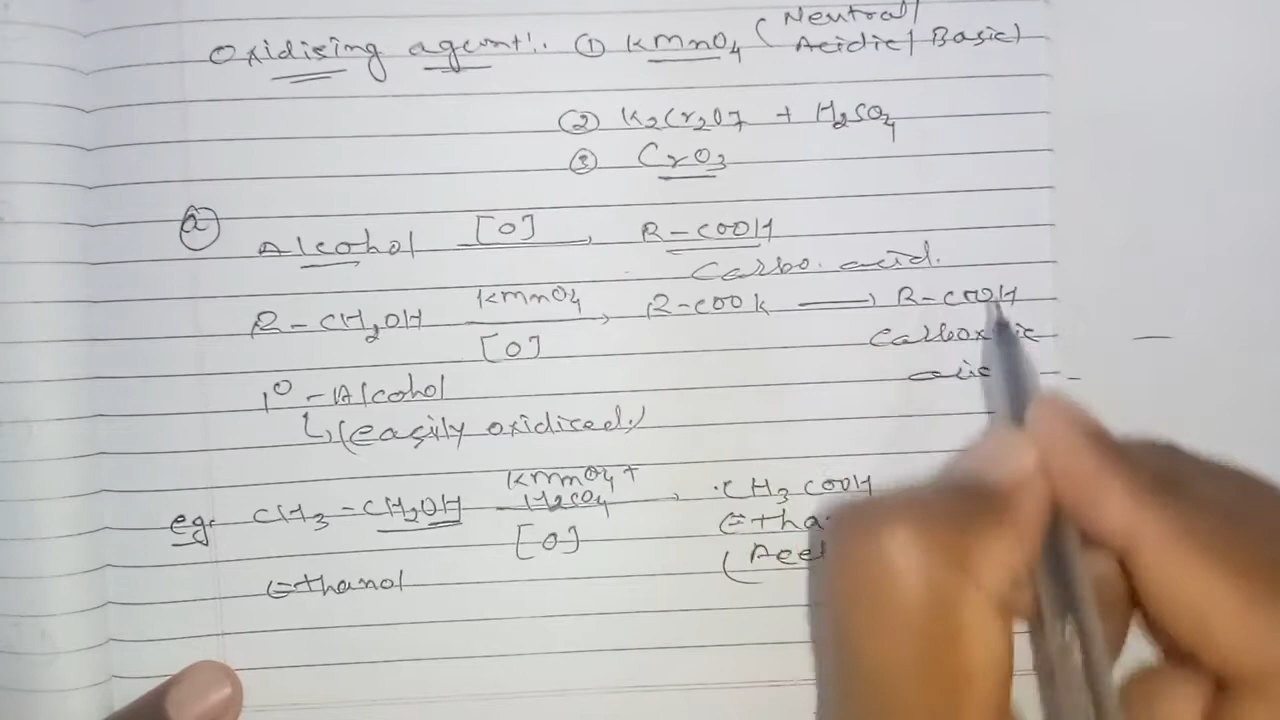 Oxidising agent:. ① KMnO4 (Neutral/
Acidic/Basic)
② K2Cr2O7 + H2SO4
③ CrO3
(a)
Alcohol [O] → R-COOH
Carbo. acid.
R-CH2OH KMnO4 → R-COOK → R-COOH
[O]
1° - Alcohol
↳ (easily oxidised.)
eg. CH3-CH2OH KMnO4 + H2SO4 → CH3COOH
[O]
Ethanol